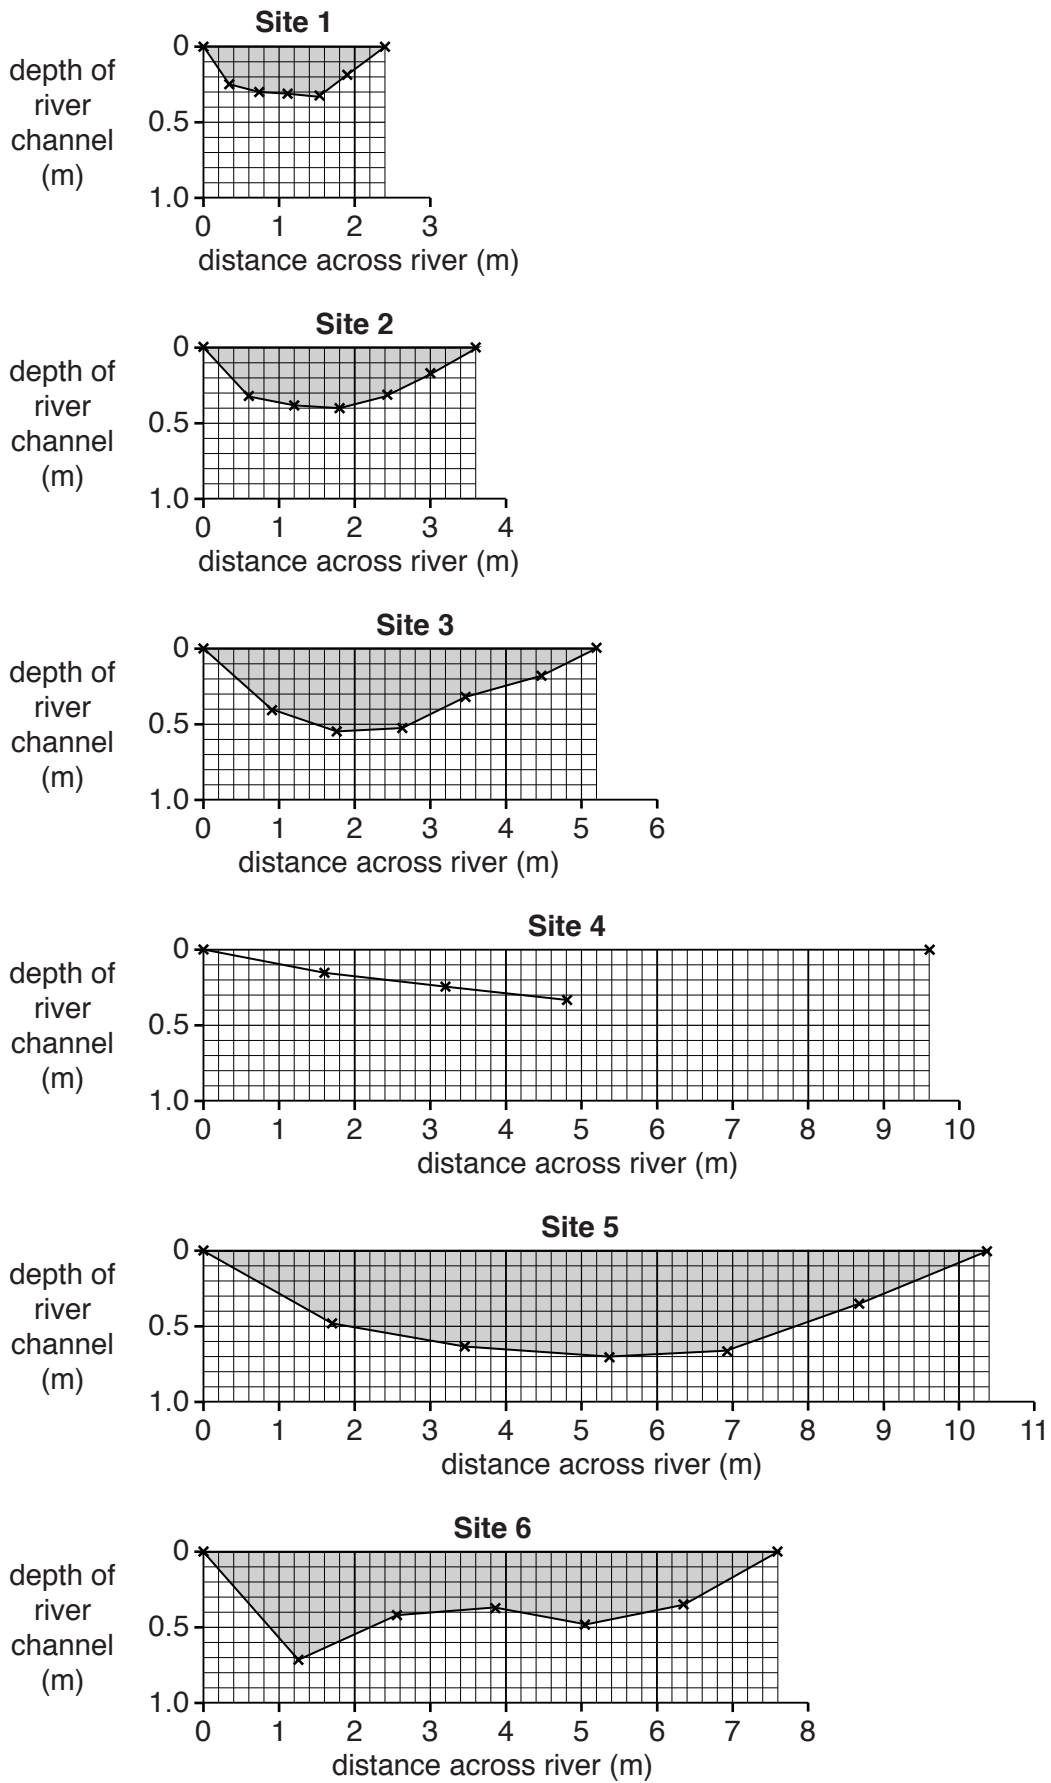 Site 1
depth of
river
channel
(m)
0
0.5
1.0
0 1 2 3
distance across river (m)
Site 2
depth of
river
channel
(m)
0
0.5
1.0
0 1 2 3 4
distance across river (m)
Site 3
depth of
river
channel
(m)
0
0.5
1.0
0 1 2 3 4 5 6
distance across river (m)
Site 4
depth of
river
channel
(m)
0
0.5
1.0
0 1 2 3 4 5 6 7 8 9 10
distance across river (m)
Site 5
depth of
river
channel
(m)
0
0.5
1.0
0 1 2 3 4 5 6 7 8 9 10 11
distance across river (m)
Site 6
depth of
river
channel
(m)
0
0.5
1.0
0 1 2 3 4 5 6 7 8
distance across river (m)